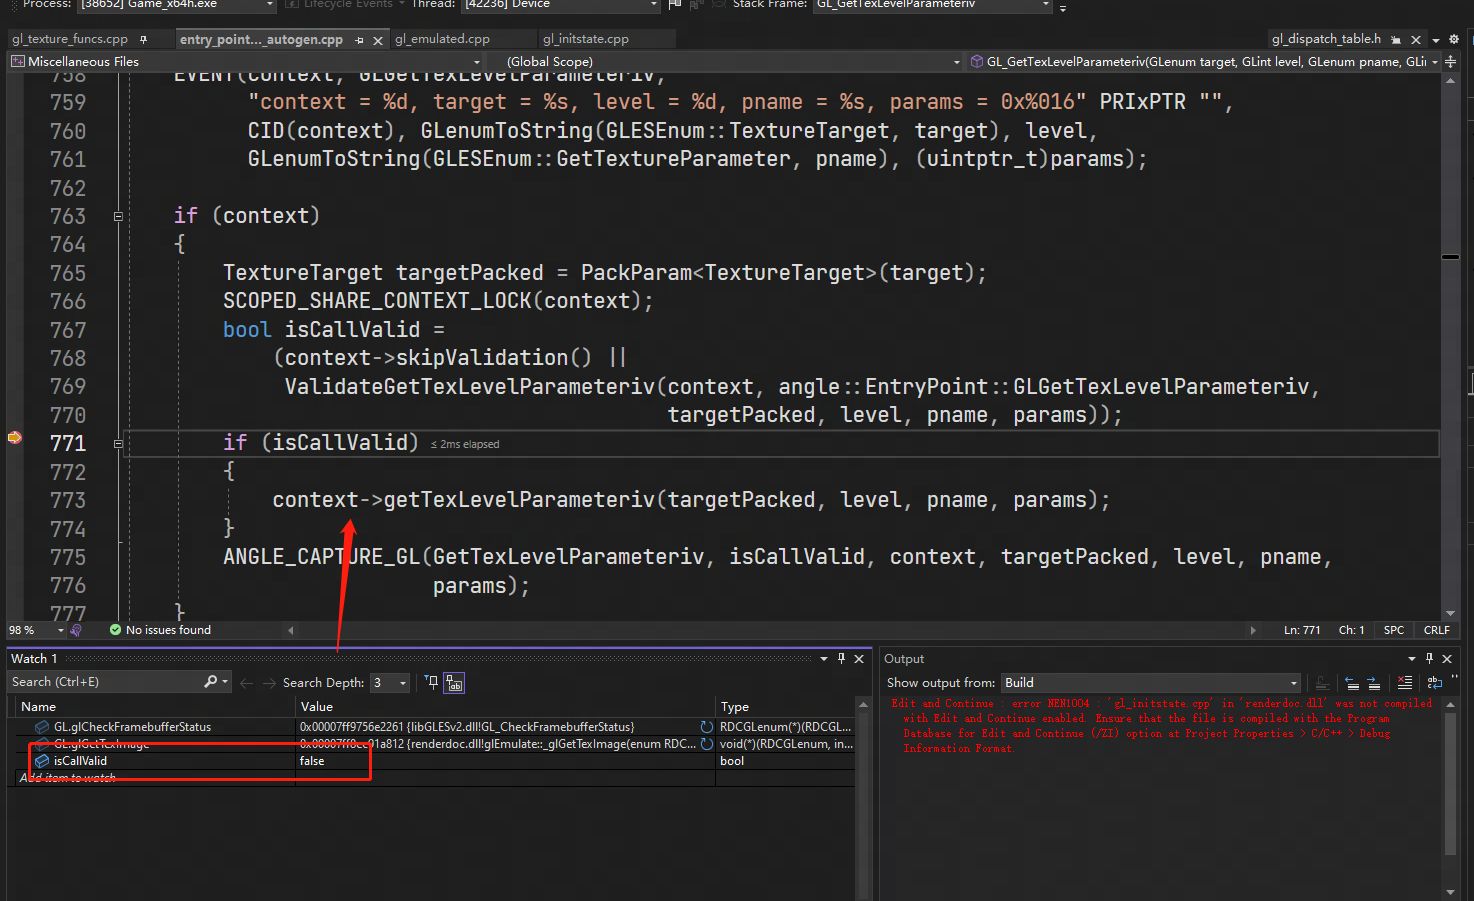 Process: [38652] Game_x64h.exe Lifecycle Events Thread: [42236] Device Stack Frame: GL_GetTexLevelParameteriv
gl_texture_funcs.cpp entry_point..._autogen.cpp gl_emulated.cpp gl_initstate.cpp gl_dispatch_table.h
Miscellaneous Files (Global Scope) GL_GetTexLevelParameteriv(GLenum target, GLint level, GLenum pname, GLi
758 EVENT(context, GLGetTexLevelParameteriv,
759 "context = %d, target = %s, level = %d, pname = %s, params = 0x%016" PRIxPTR "",
760 CID(context), GLenumToString(GLESEnum::TextureTarget, target), level,
761 GLenumToString(GLESEnum::GetTextureParameter, pname), (uintptr_t)params);
762
763 if (context)
764 {
765 TextureTarget targetPacked = PackParam<TextureTarget>(target);
766 SCOPED_SHARE_CONTEXT_LOCK(context);
767 bool isCallValid =
768 (context->skipValidation() ||
769 ValidateGetTexLevelParameteriv(context, angle::EntryPoint::GLGetTexLevelParameteriv,
770 targetPacked, level, pname, params));
771 if (isCallValid) ≤ 2ms elapsed
772 {
773 context->getTexLevelParameteriv(targetPacked, level, pname, params);
774 }
775 ANGLE_CAPTURE_GL(GetTexLevelParameteriv, isCallValid, context, targetPacked, level, pname,
776 params);
777 }
98 % No issues found Ln: 771 Ch: 1 SPC CRLF
Watch 1
Search (Ctrl+E) Search Depth: 3
Name Value Type
GL.glCheckFramebufferStatus 0x00007ff9756e2261 {libGLESv2.dll!GL_CheckFramebufferStatus} RDCGLenum(*)(RDCGL...
GL.glGetTexImage 0x00007ff8ec91a812 {renderdoc.dll!glEmulate::_glGetTexImage(enum RDC... void(*)(RDCGLenum, in...
isCallValid false bool
Add item to watch
Output
Show output from: Build
Edit and Continue : error NEN1004 : 'gl_initstate.cpp' in 'renderdoc.dll' was not compiled
with Edit and Continue enabled. Ensure that the file is compiled with the Program
Database for Edit and Continue (/ZI) option at Project Properties > C/C++ > Debug
Information Format.